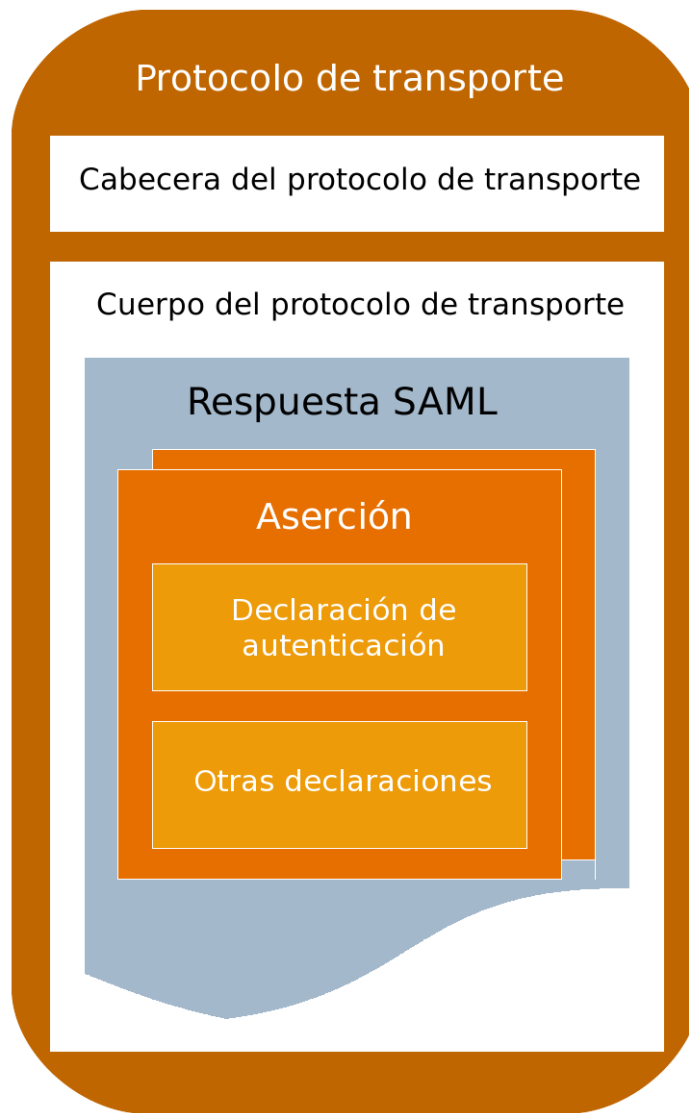 Protocolo de transporte
Cabecera del protocolo de transporte
Cuerpo del protocolo de transporte
Respuesta SAML
Aserción
Declaración de
autenticación
Otras declaraciones